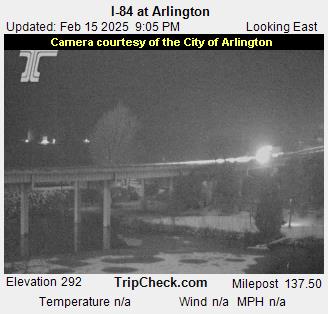 I-84 at Arlington
Updated: Feb 15 2025 9:05 PM Looking East
Camera courtesy of the City of Arlington
Elevation 292 TripCheck.com Milepost 137.50
Temperature n/a Wind n/a MPH n/a